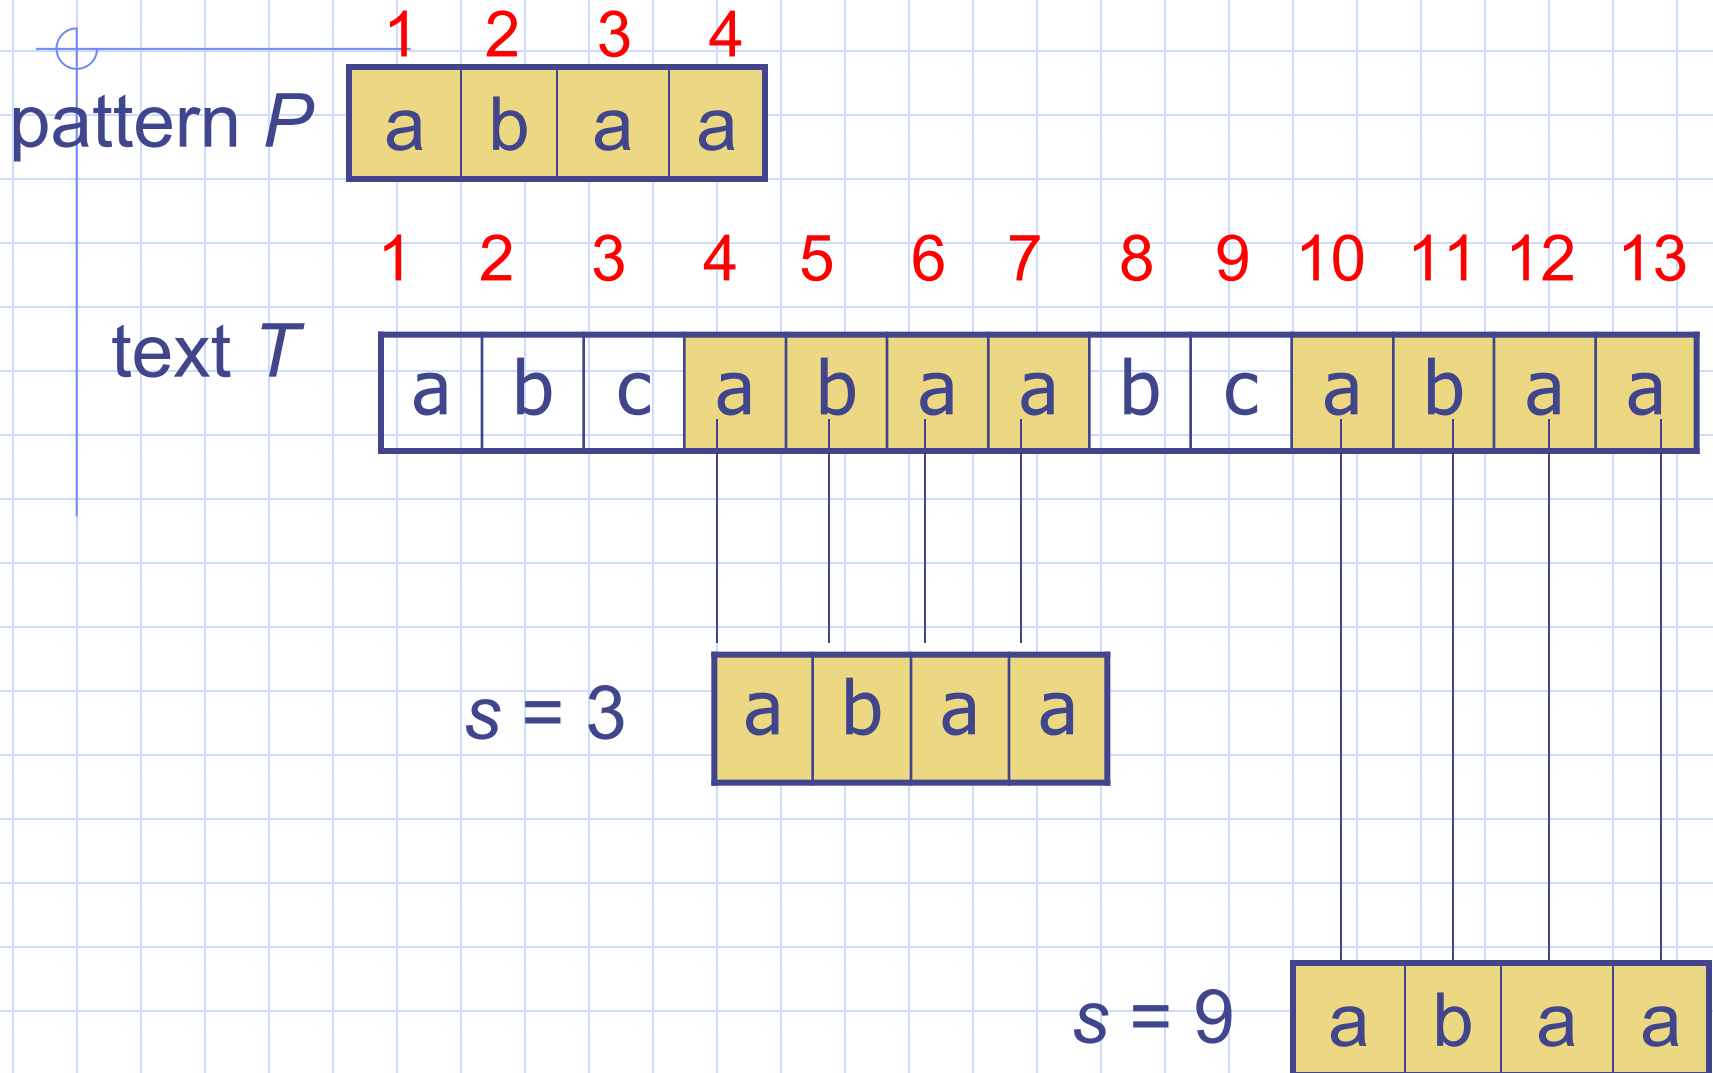 1 2 3 4
pattern P a b a a
1 2 3 4 5 6 7 8 9 10 11 12 13
text T a b c a b a a b c a b a a
s = 3 a b a a
s = 9 a b a a